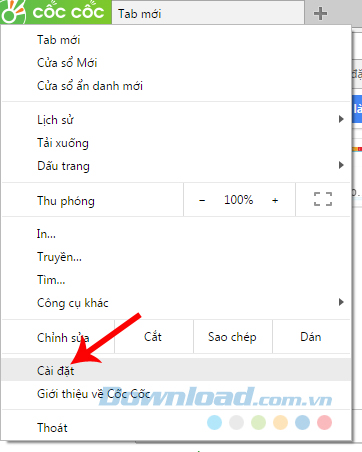 CỐC CỐC Tab mới
Tab mới
Cửa sổ Mới
Cửa sổ ẩn danh mới
Lịch sử
Tải xuống
Dấu trang
Thu phóng − 100% +
In...
Truyền...
Tìm...
Công cụ khác
Chỉnh sửa Cắt Sao chép Dán
Cài đặt
Giới thiệu về Cốc Cốc
Download.com.vn
Thoát